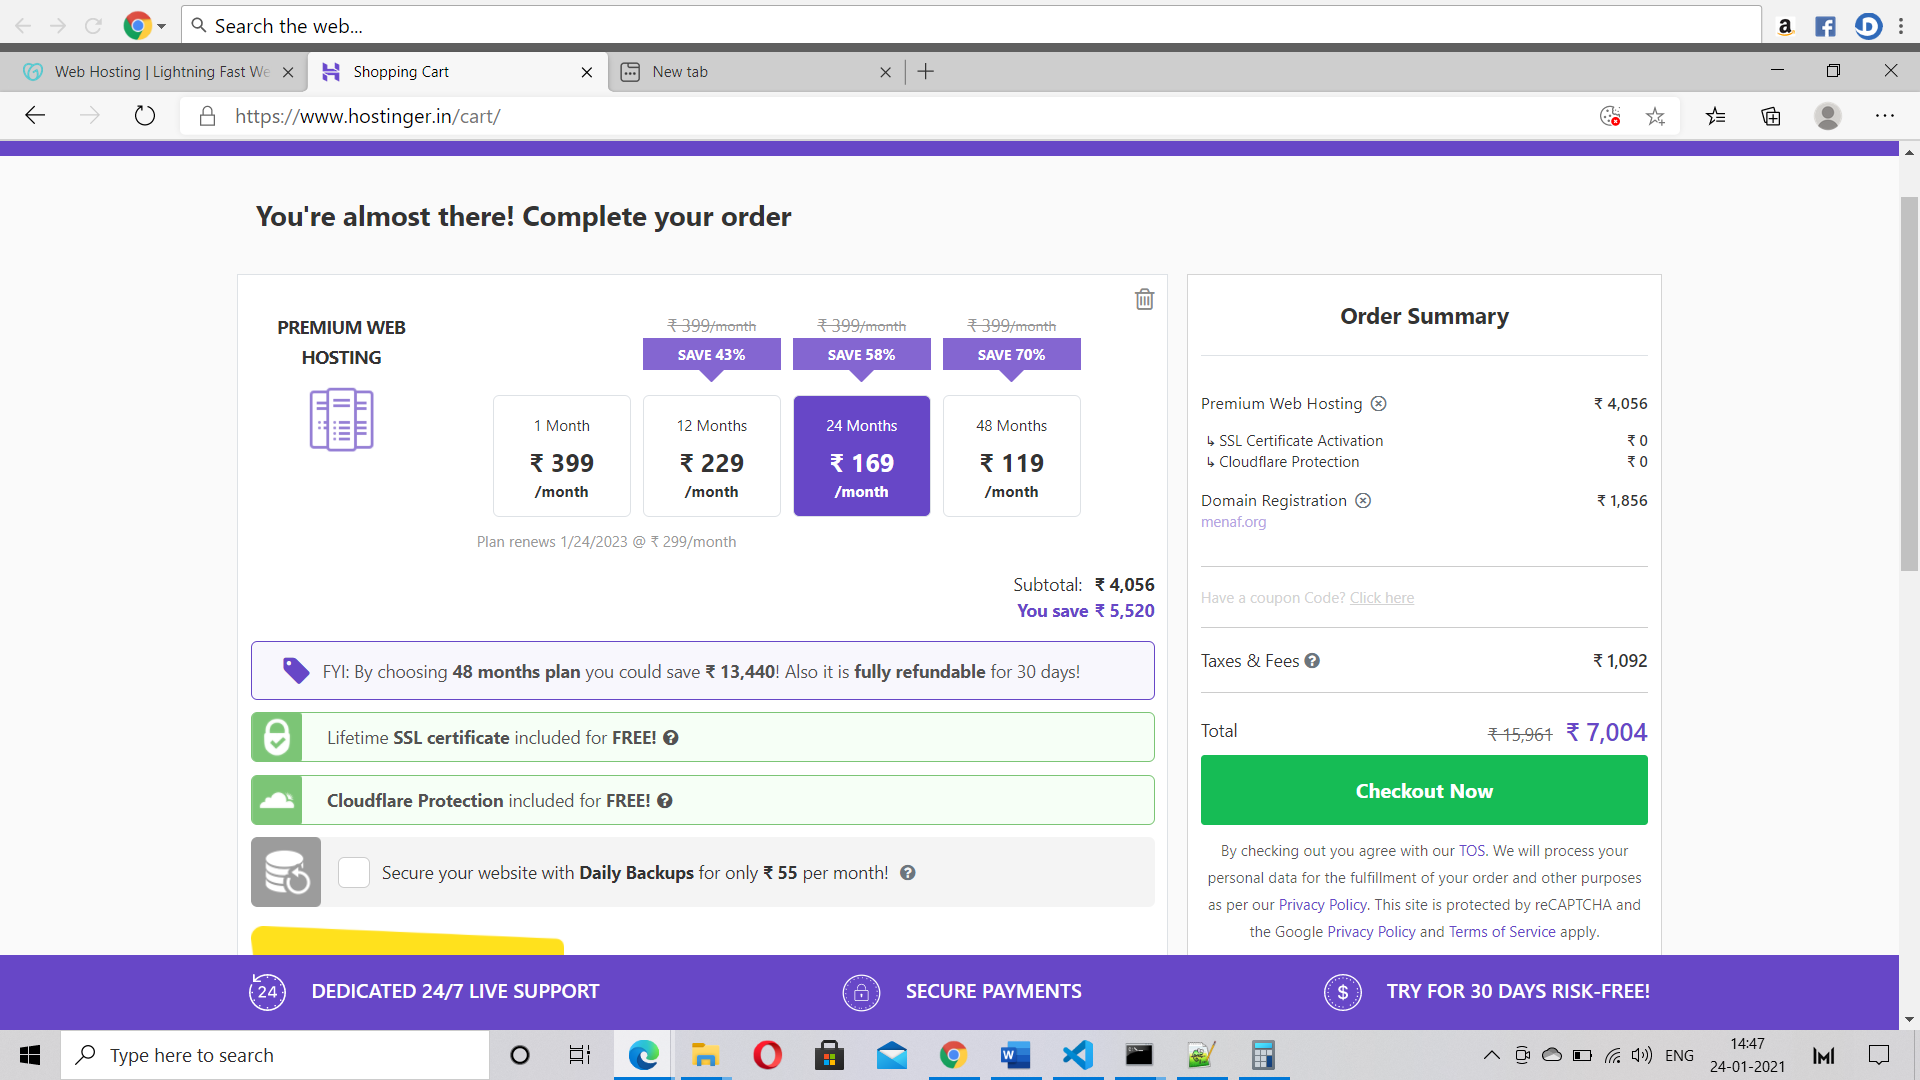 Search the web...
Web Hosting | Lightning Fast We
Shopping Cart
New tab
https://www.hostinger.in/cart/
You're almost there! Complete your order
PREMIUM WEB
HOSTING
₹ 399/month
₹ 399/month
₹ 399/month
SAVE 43%
SAVE 58%
SAVE 70%
1 Month
12 Months
24 Months
48 Months
₹ 399
₹ 229
₹ 169
₹ 119
/month
/month
/month
/month
Plan renews 1/24/2023 @ ₹ 299/month
Subtotal: ₹ 4,056
You save ₹ 5,520
FYI: By choosing 48 months plan you could save ₹ 13,440! Also it is fully refundable for 30 days!
Lifetime SSL certificate included for FREE!
Cloudflare Protection included for FREE!
Secure your website with Daily Backups for only ₹ 55 per month!
Order Summary
Premium Web Hosting ₹ 4,056
↳ SSL Certificate Activation ₹ 0
↳ Cloudflare Protection ₹ 0
Domain Registration ₹ 1,856
menaf.org
Have a coupon Code? Click here
Taxes & Fees ₹ 1,092
Total ₹ 15,961 ₹ 7,004
Checkout Now
By checking out you agree with our TOS. We will process your
personal data for the fulfillment of your order and other purposes
as per our Privacy Policy. This site is protected by reCAPTCHA and
the Google Privacy Policy and Terms of Service apply.
24 DEDICATED 24/7 LIVE SUPPORT
SECURE PAYMENTS
$ TRY FOR 30 DAYS RISK-FREE!
Type here to search
ENG
14:47
24-01-2021